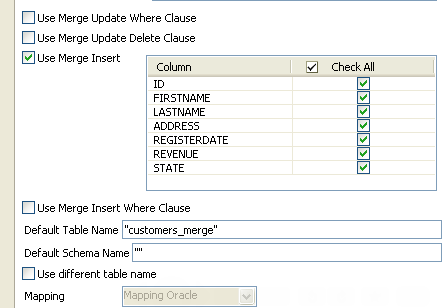 Use Merge Update Where Clause
Use Merge Update Delete Clause
Use Merge Insert
Column Check All
ID
FIRSTNAME
LASTNAME
ADDRESS
REGISTERDATE
REVENUE
STATE
Use Merge Insert Where Clause
Default Table Name "customers_merge"
Default Schema Name ""
Use different table name
Mapping Mapping Oracle